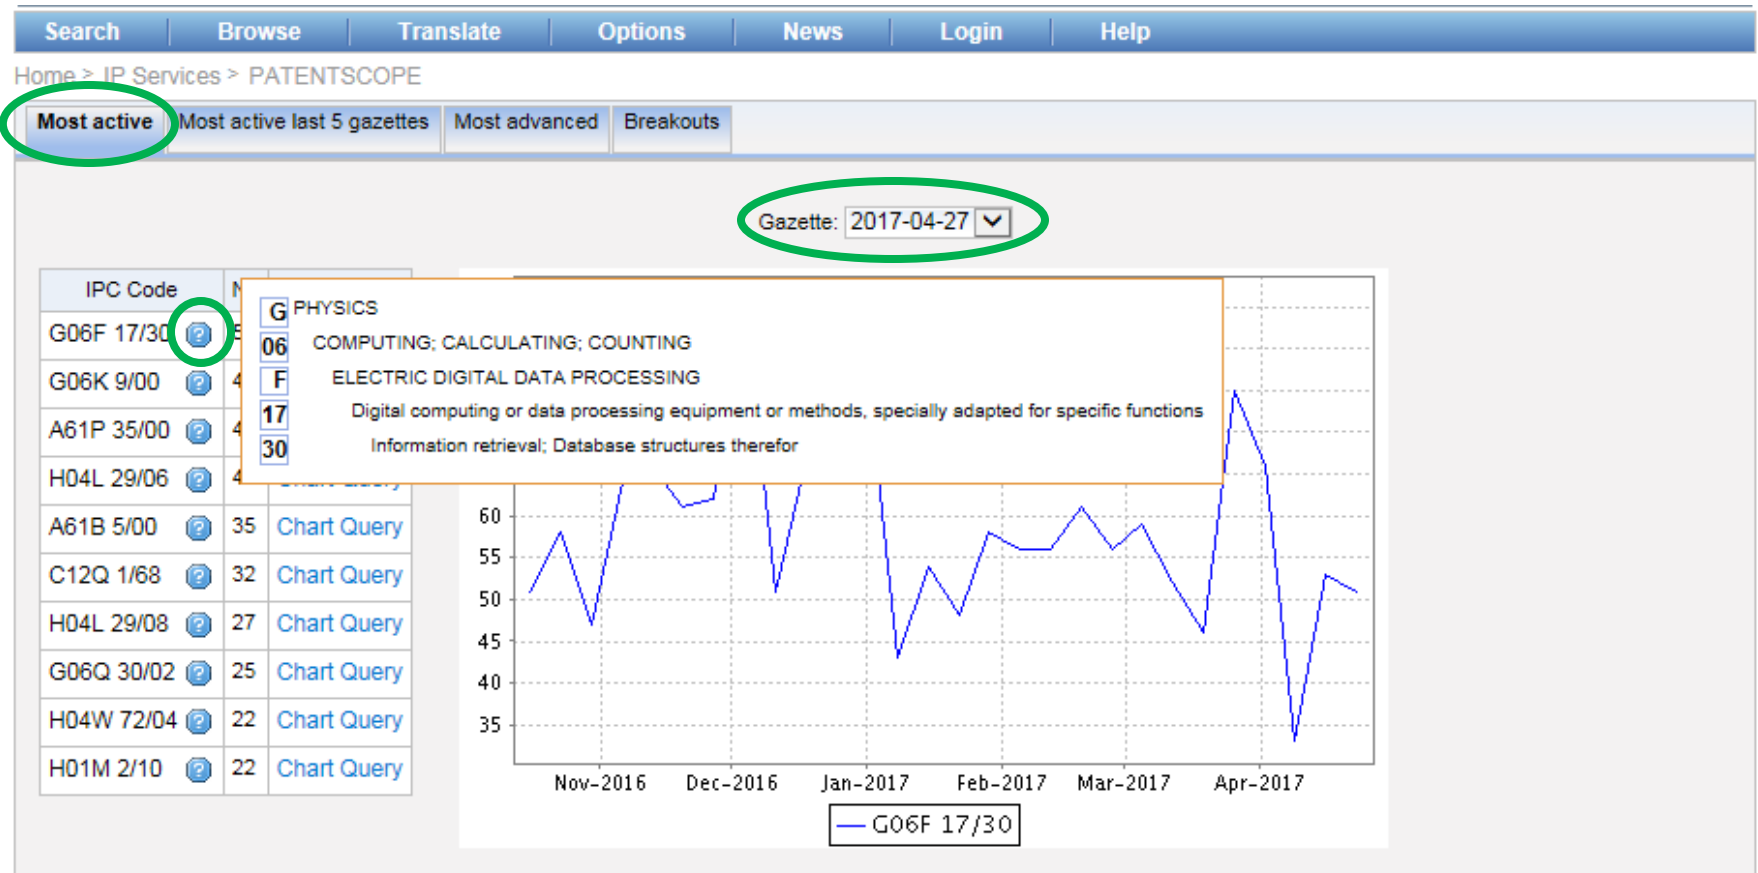 Search Browse Translate Options News Login Help
Home > IP Services > PATENTSCOPE
Most active Most active last 5 gazettes Most advanced Breakouts
Gazette: 2017-04-27
IPC Code
G06F 17/30
G06K 9/00 4
A61P 35/00 4
H04L 29/06 4
A61B 5/00 35 Chart Query
C12Q 1/68 32 Chart Query
H04L 29/08 27 Chart Query
G06Q 30/02 25 Chart Query
H04W 72/04 22 Chart Query
H01M 2/10 22 Chart Query
G PHYSICS
06 COMPUTING; CALCULATING; COUNTING
F ELECTRIC DIGITAL DATA PROCESSING
17 Digital computing or data processing equipment or methods, specially adapted for specific functions
30 Information retrieval; Database structures therefor
60
55
50
45
40
35
Nov-2016 Dec-2016 Jan-2017 Feb-2017 Mar-2017 Apr-2017
G06F 17/30